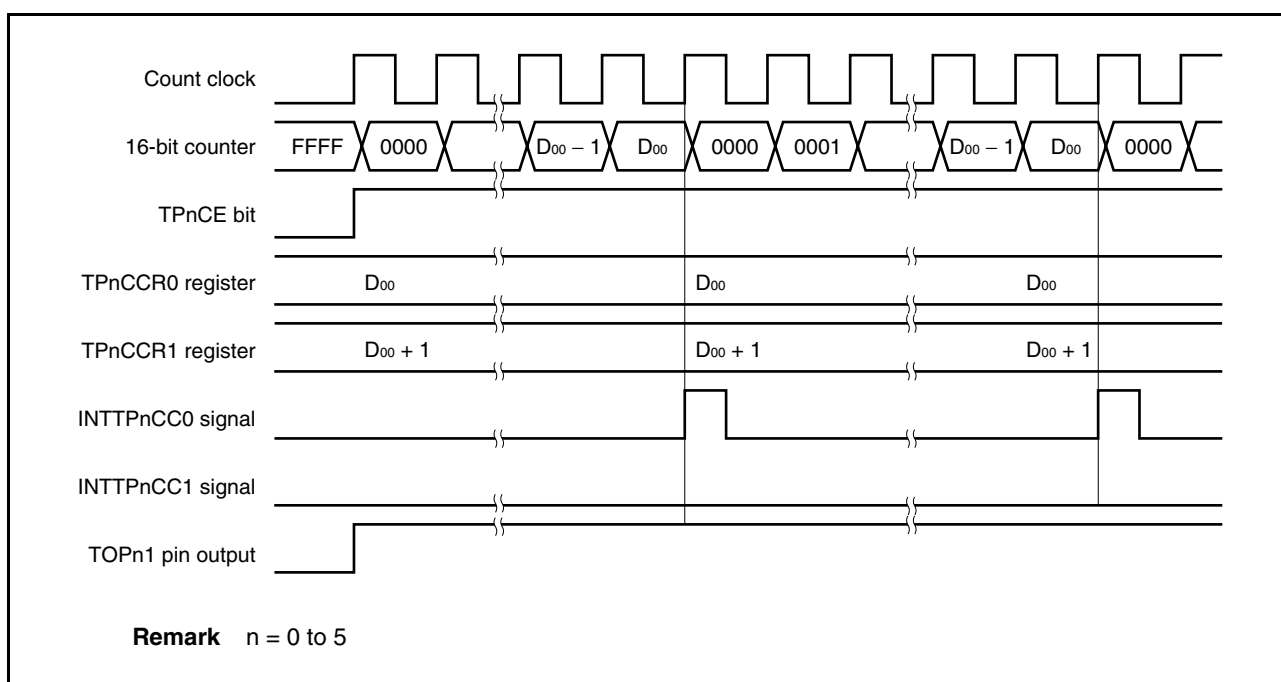 Count clock
16-bit counter FFFF 0000 D00 − 1 D00 0000 0001 D00 − 1 D00 0000
TPnCE bit
TPnCCR0 register D00 D00 D00
TPnCCR1 register D00 + 1 D00 + 1 D00 + 1
INTTPnCC0 signal
INTTPnCC1 signal
TOPn1 pin output
Remark n = 0 to 5